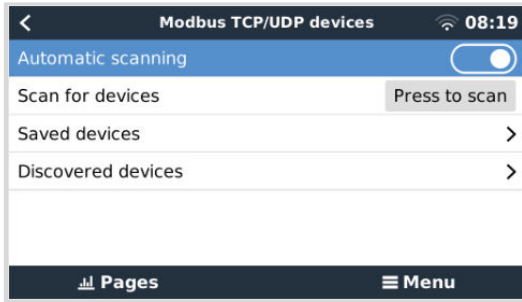 Modbus TCP/UDP devices 08:19
Automatic scanning
Scan for devices Press to scan
Saved devices
Discovered devices
Pages Menu